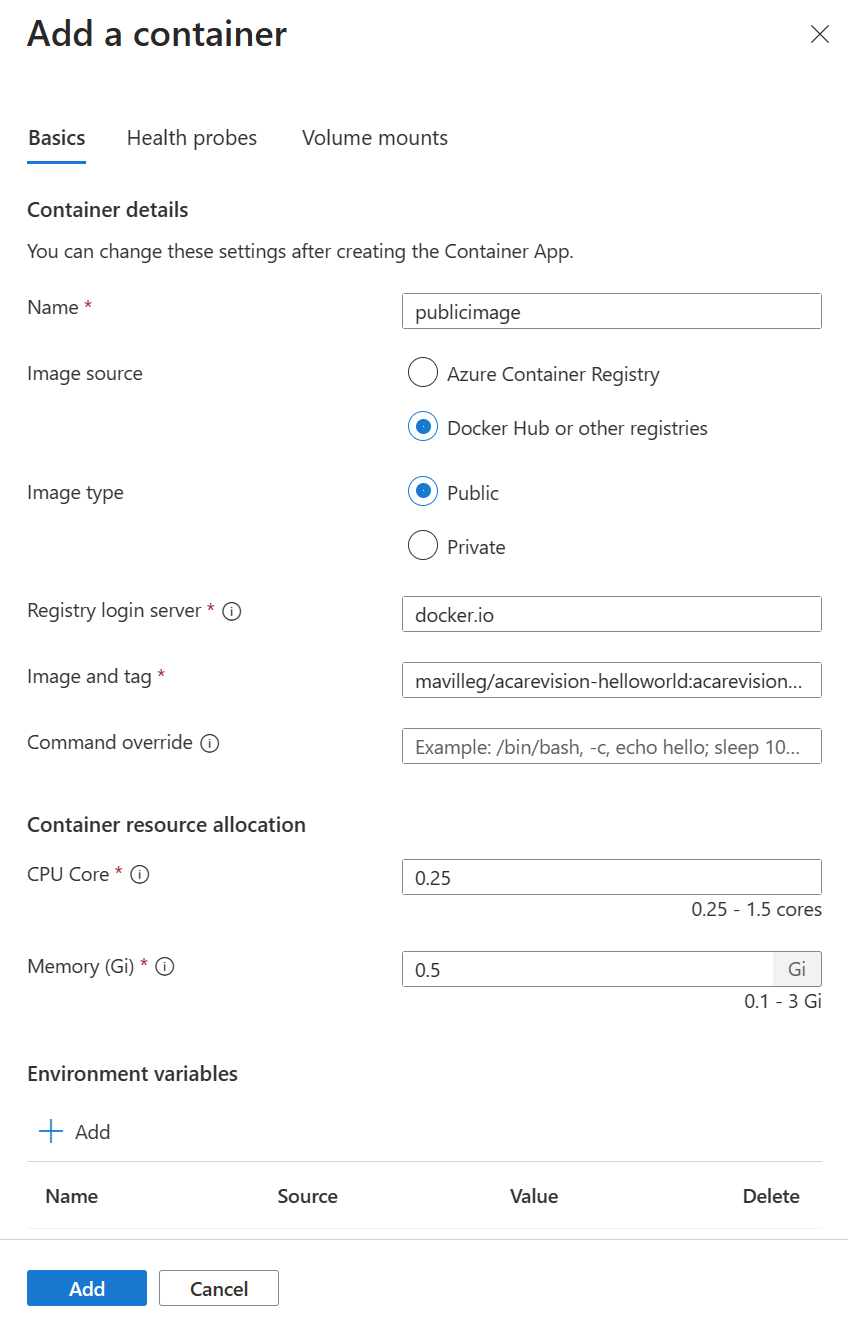 Add a container
Basics Health probes Volume mounts
Container details
You can change these settings after creating the Container App.
Name * publicimage
Image source Azure Container Registry
Docker Hub or other registries
Image type Public
Private
Registry login server * docker.io
Image and tag * mavilleg/acarevision-helloworld:acarevision...
Command override Example: /bin/bash, -c, echo hello; sleep 10...
Container resource allocation
CPU Core * 0.25
0.25 - 1.5 cores
Memory (Gi) * 0.5 Gi
0.1 - 3 Gi
Environment variables
Add
Name Source Value Delete
Add Cancel